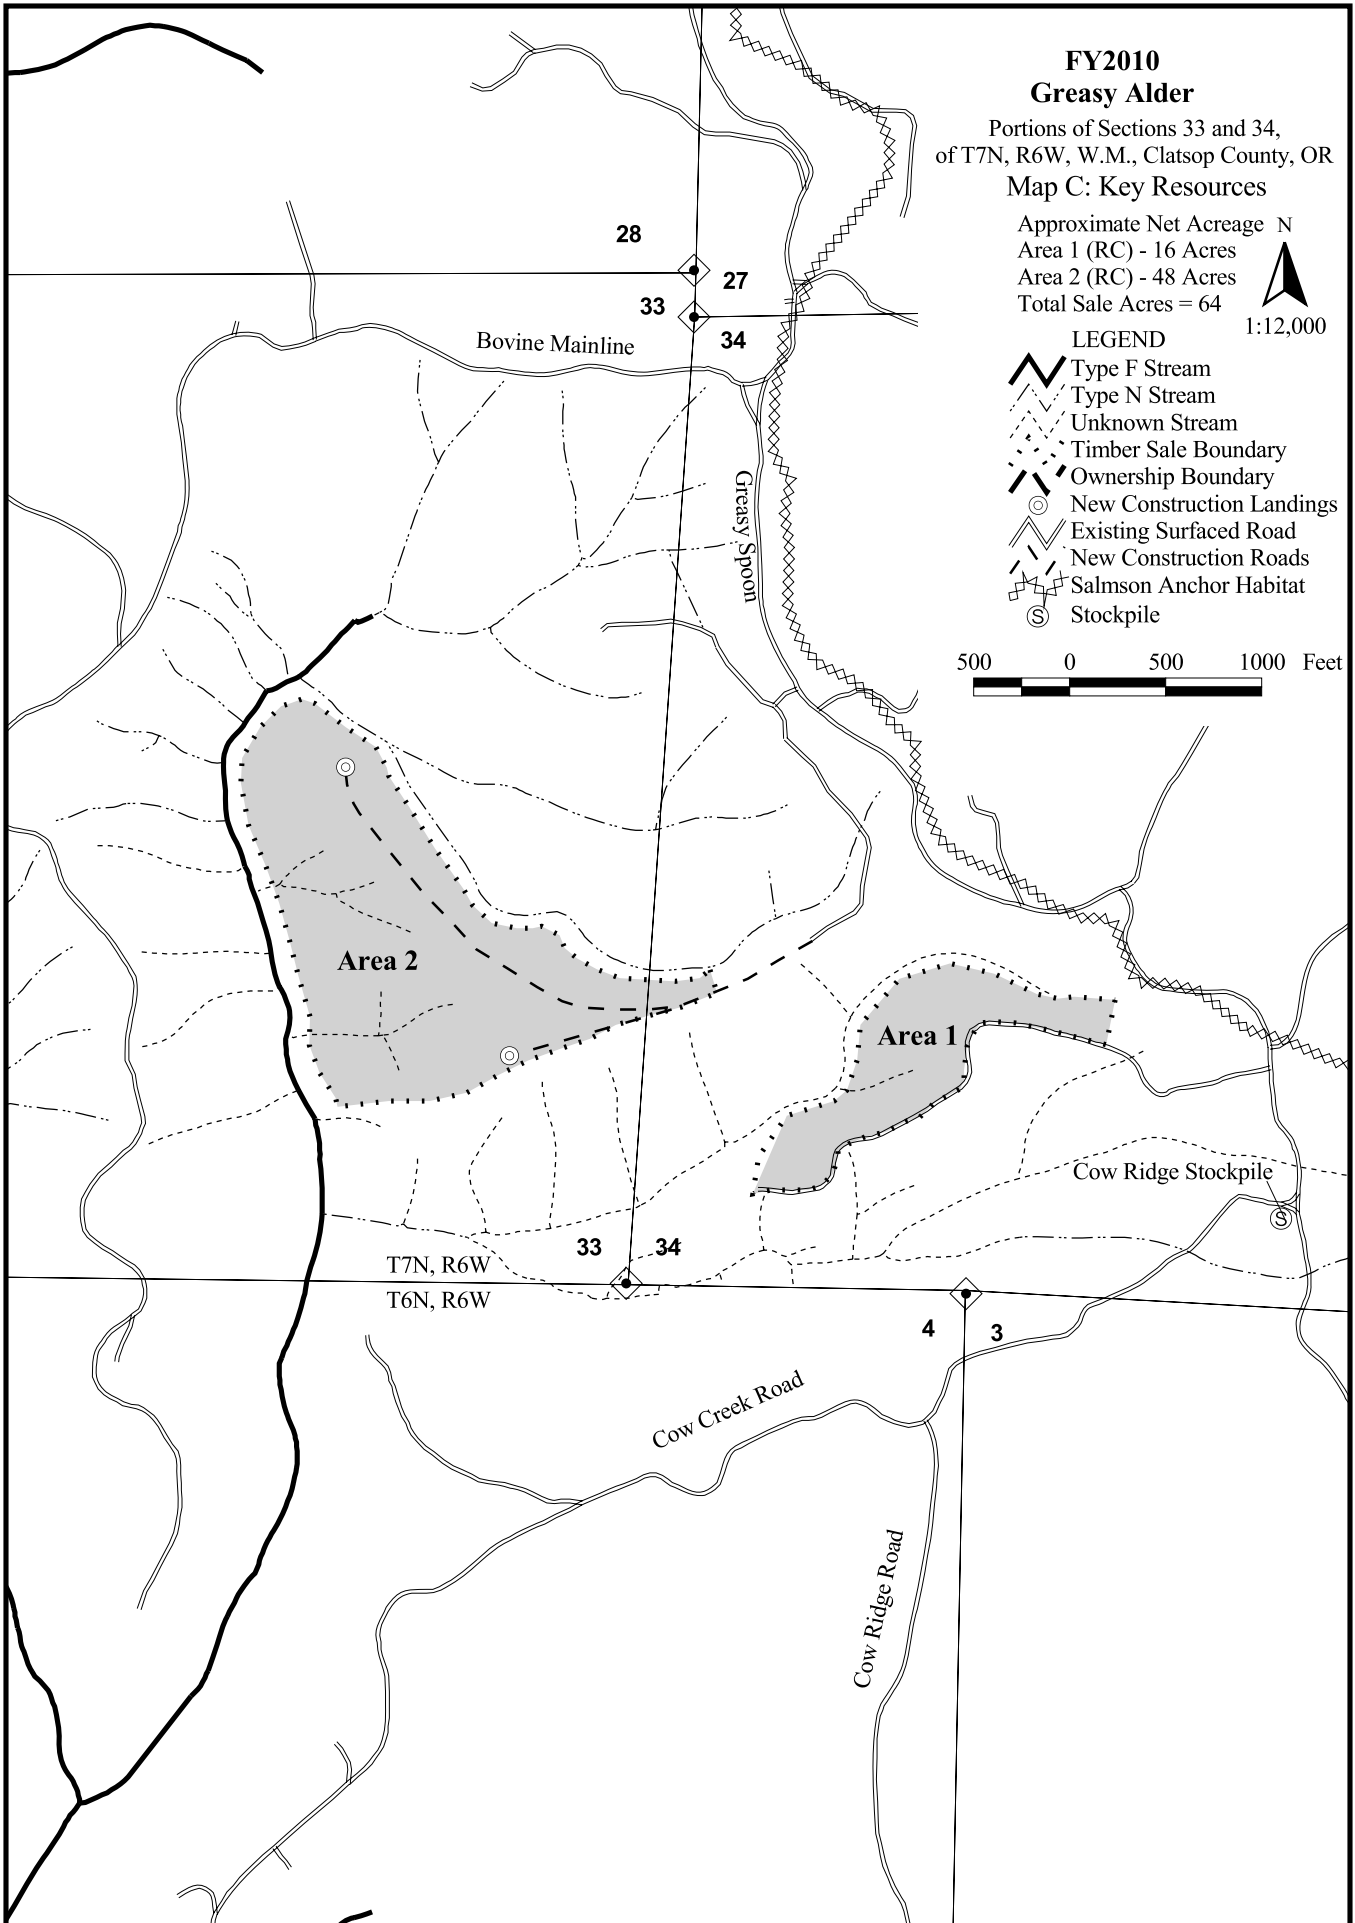 FY2010
Greasy Alder
Portions of Sections 33 and 34,
of T7N, R6W, W.M., Clatsop County, OR
Map C: Key Resources
Approximate Net Acreage
Area 1 (RC) - 16 Acres
Area 2 (RC) - 48 Acres
Total Sale Acres = 64
N
1:12,000
LEGEND
Type F Stream
Type N Stream
Unknown Stream
Timber Sale Boundary
Ownership Boundary
New Construction Landings
Existing Surfaced Road
New Construction Roads
Salmson Anchor Habitat
S Stockpile
500 0 500 1000 Feet
28
27
33
34
Bovine Mainline
Greasy Spoon
Area 2
Area 1
Cow Ridge Stockpile
S
33 34
T7N, R6W
T6N, R6W
4 3
Cow Creek Road
Cow Ridge Road